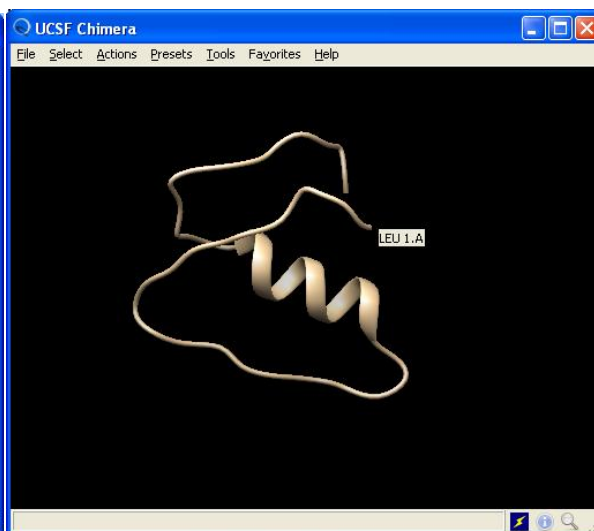 UCSF Chimera
File Select Actions Presets Tools Favorites Help
LEU 1.A